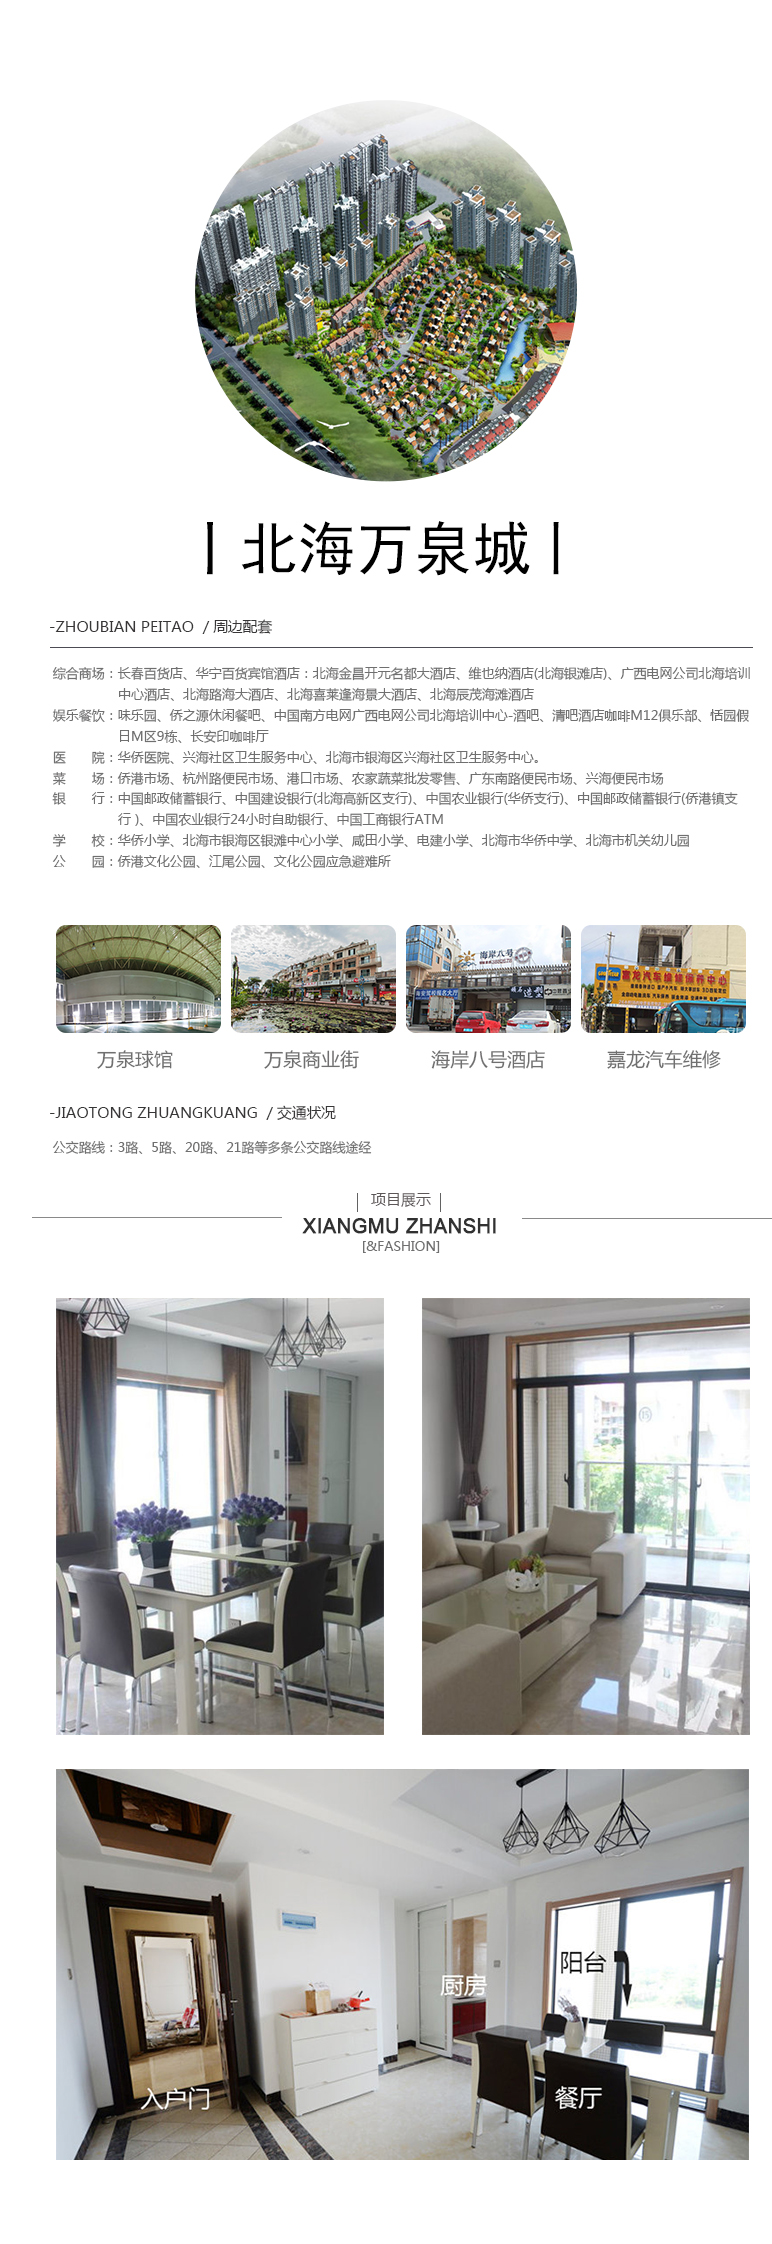 北海万泉城
-ZHOUBIAN PEITAO / 周边配套
综合商场：长春百货店、华宁百货宾馆酒店：北海金昌开元名都大酒店、维也纳酒店(北海银滩店)、广西电网公司北海培训
中心酒店、北海路海大酒店、北海喜莱逢海景大酒店、北海辰茂海滩酒店
娱乐餐饮：味乐园、侨之源休闲餐吧、中国南方电网广西电网公司北海培训中心-酒吧、清吧酒店咖啡M12俱乐部、恬园假
日M区9栋、长安印咖啡厅
医 院：华侨医院、兴海社区卫生服务中心、北海市银海区兴海社区卫生服务中心。
菜 场：侨港市场、杭州路便民市场、港口市场、农家蔬菜批发零售、广东南路便民市场、兴海便民市场
银 行：中国邮政储蓄银行、中国建设银行(北海高新区支行)、中国农业银行(华侨支行)、中国邮政储蓄银行(侨港镇支
行 )、中国农业银行24小时自助银行、中国工商银行ATM
学 校：华侨小学、北海市银海区银滩中心小学、咸田小学、电建小学、北海市华侨中学、北海市机关幼儿园
公 园：侨港文化公园、江尾公园、文化公园应急避难所
海岸八号
嘉龙汽车维修保养中心
万泉球馆 万泉商业街 海岸八号酒店 嘉龙汽车维修
-JIAOTONG ZHUANGKUANG / 交通状况
公交路线：3路、5路、20路、21路等多条公交路线途经
项目展示
XIANGMU ZHANSHI
[&FASHION]
阳台
厨房
入户门
餐厅